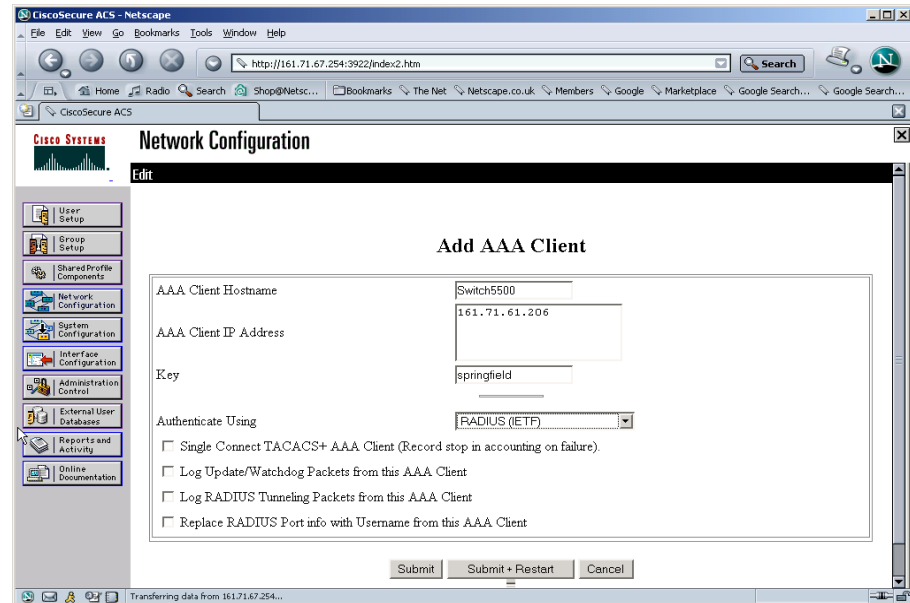 CiscoSecure ACS - Netscape
File Edit View Go Bookmarks Tools Window Help
http://161.71.67.254:3922/index2.htm
Search
N
Home Radio Search Shop@Netsc... Bookmarks The Net Netscape.co.uk Members Google Marketplace Google Search... Google Search...
CiscoSecure ACS
CISCO SYSTEMS
Network Configuration
Edit
User Setup
Group Setup
Shared Profile Components
Network Configuration
System Configuration
Interface Configuration
Administration Control
External User Databases
Reports and Activity
Online Documentation
Add AAA Client
AAA Client Hostname
Switch5500
AAA Client IP Address
161.71.61.206
Key
springfield
Authenticate Using
RADIUS (IETF)
Single Connect TACACS+ AAA Client (Record stop in accounting on failure).
Log Update/Watchdog Packets from this AAA Client
Log RADIUS Tunneling Packets from this AAA Client
Replace RADIUS Port info with Username from this AAA Client
Submit
Submit + Restart
Cancel
Transferring data from 161.71.67.254...